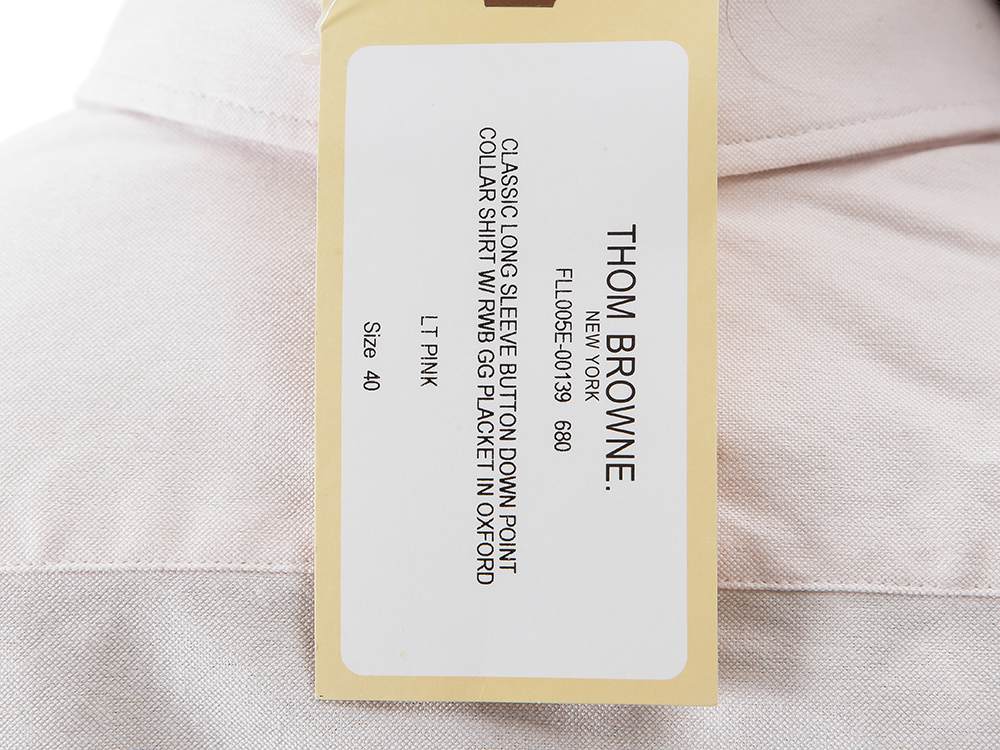 THOM BROWNE.
NEW YORK
FLL005E-00139 680
CLASSIC LONG SLEEVE BUTTON DOWN POINT
COLLAR SHIRT W/ RWB GG PLACKET IN OXFORD
LT PINK
Size 40